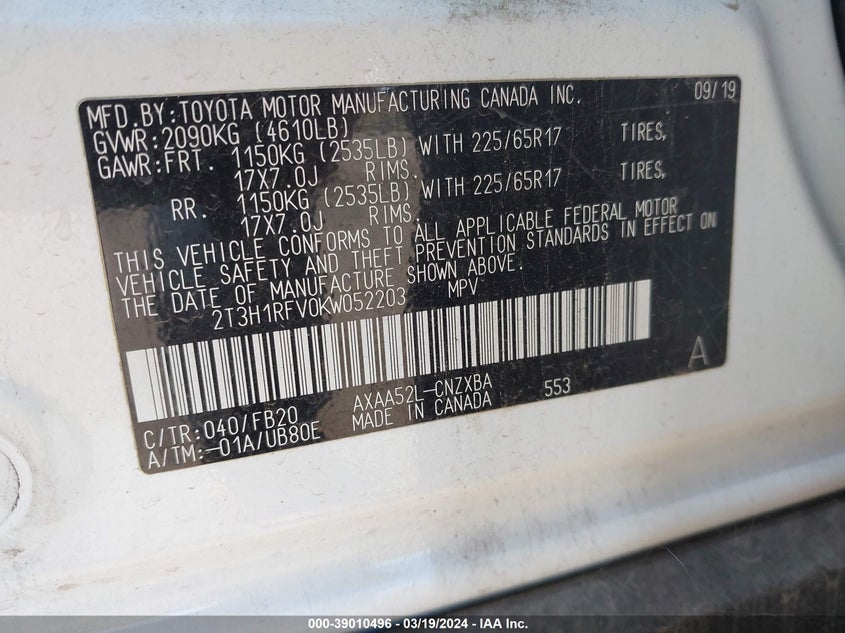 MFD.BY:TOYOTA MOTOR MANUFACTURING CANADA INC. 09/19
GVWR:2090KG (4610LB)
GAWR:FRT. 1150KG (2535LB) WITH 225/65R17 TIRES,
17X7.0J RIMS.
RR. 1150KG (2535LB) WITH 225/65R17 TIRES,
17X7.0J RIMS.
THIS VEHICLE CONFORMS TO ALL APPLICABLE FEDERAL MOTOR
VEHICLE SAFETY AND THEFT PREVENTION STANDARDS IN EFFECT ON
THE DATE OF MANUFACTURE SHOWN ABOVE.
2T3H1RFV0KW052203 MPV
A
C/TR:040/FB20 AXAA52L-CNZXBA 553
A/TM:-01A/UB80E MADE IN CANADA
000-39010496 - 03/19/2024 - IAA Inc.